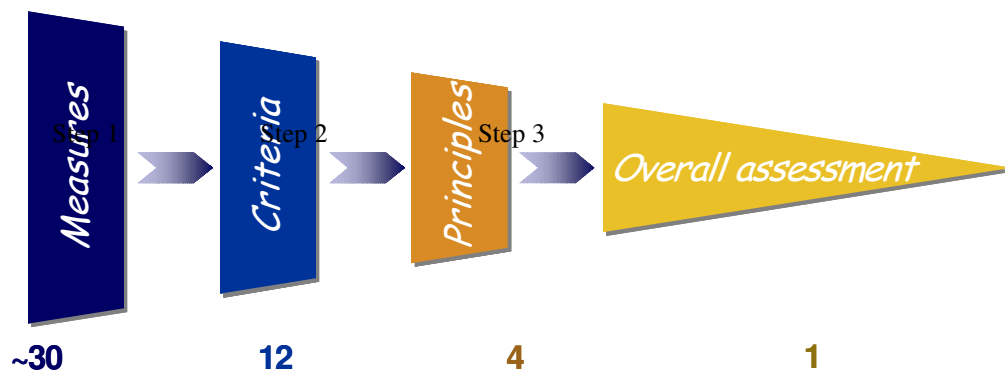 Measures
Step 1
Criteria
Step 2
Principles
Step 3
Overall assessment
~30
12
4
1